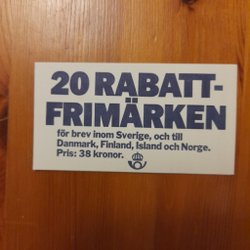 20 RABATT-
FRIMÄRKEN
för brev inom Sverige, och till
Danmark, Finland, Island och Norge.
Pris: 38 kronor.